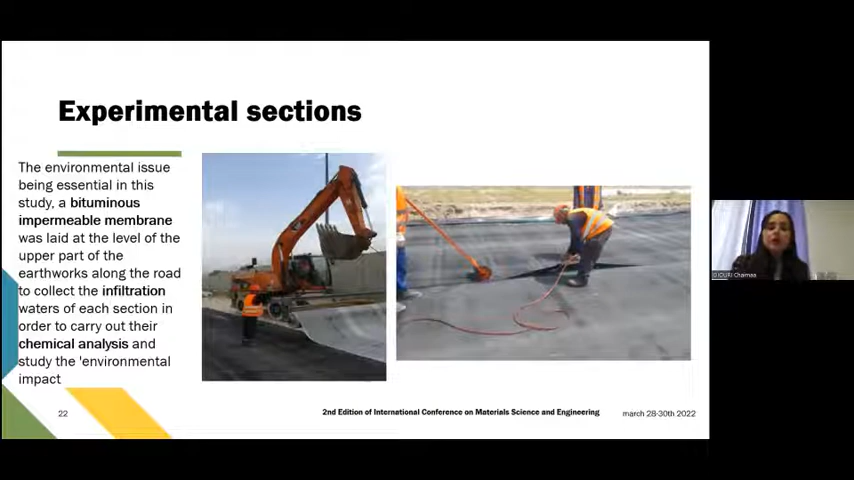 Experimental sections
The environmental issue
being essential in this
study, a bituminous
impermeable membrane
was laid at the level of the
upper part of the
earthworks along the road
to collect the infiltration
waters of each section in
order to carry out their
chemical analysis and
study the 'environmental
impact
22
2nd Edition of International Conference on Materials Science and Engineering
march 28-30th 2022